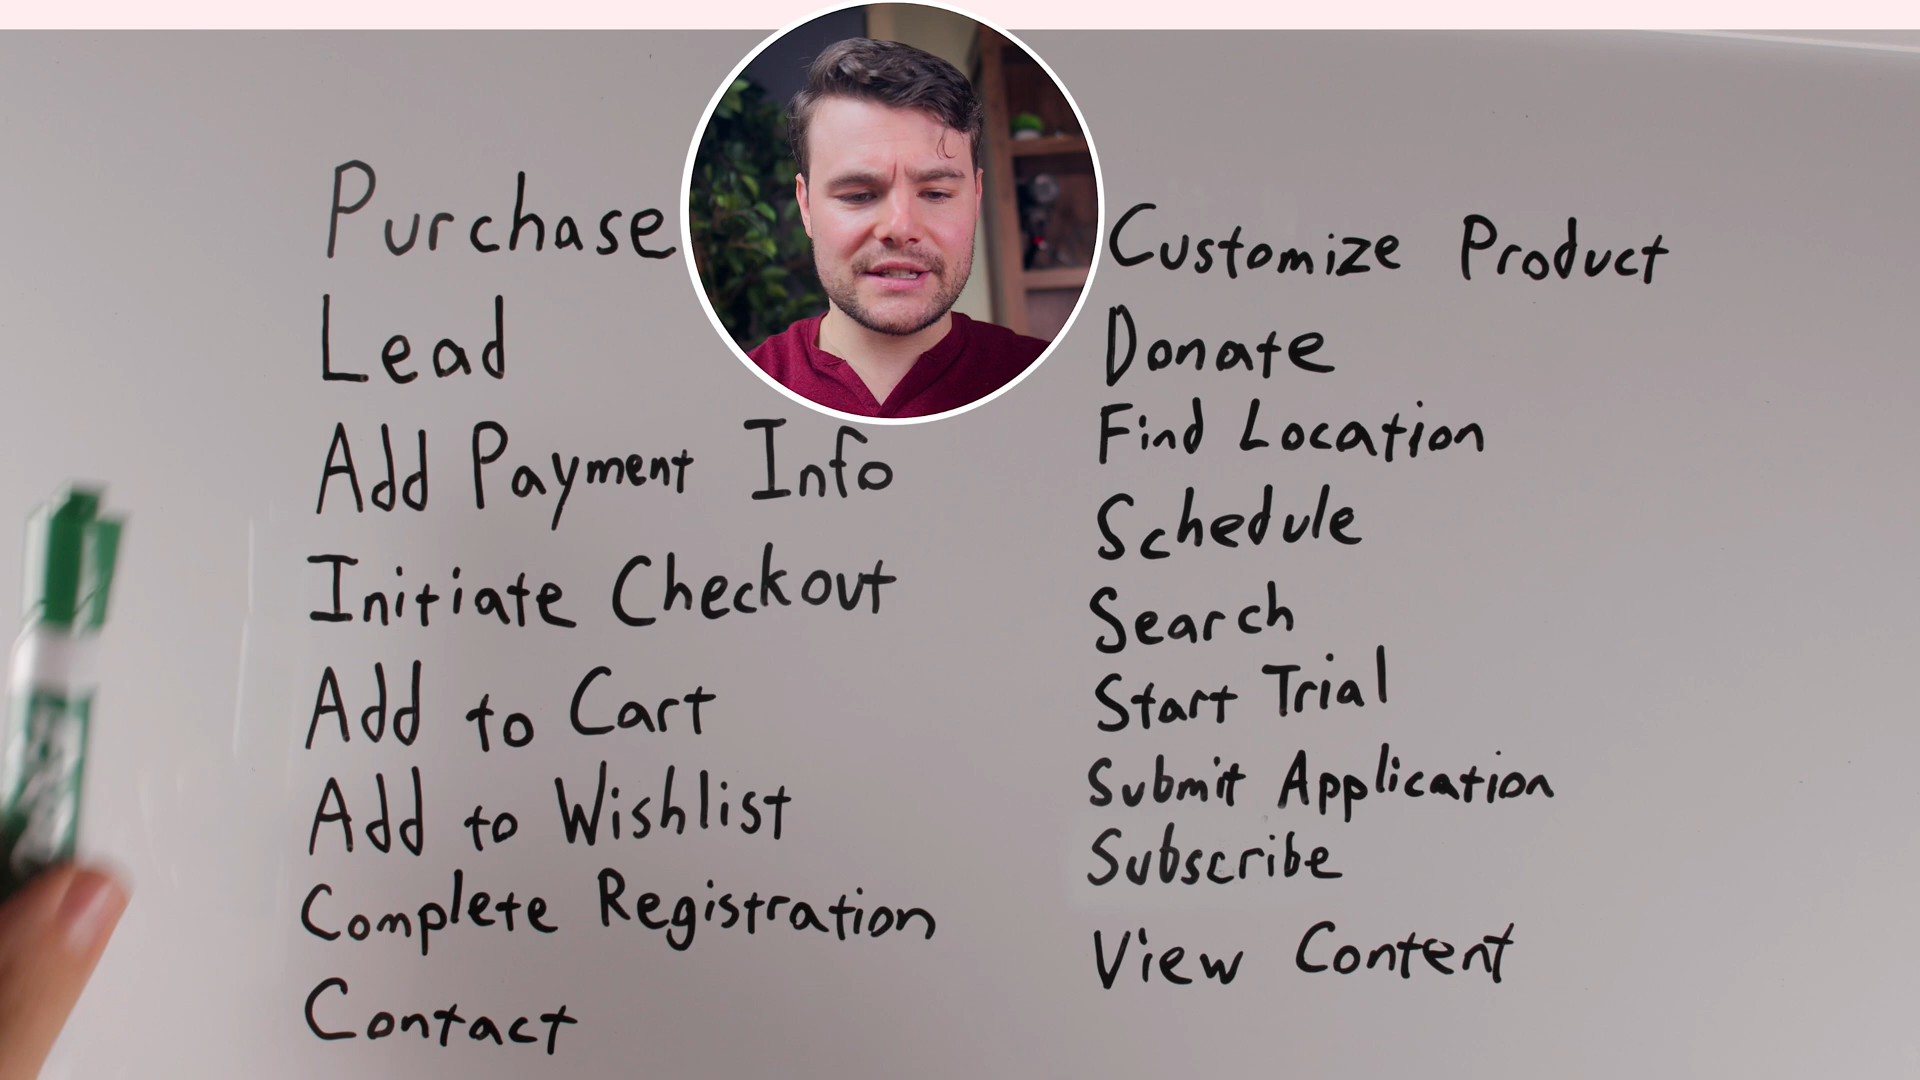 Purchase
Lead
Add Payment Info
Initiate Checkout
Add to Cart
Add to Wishlist
Complete Registration
Contact
Customize Product
Donate
Find Location
Schedule
Search
Start Trial
Submit Application
Subscribe
View Content